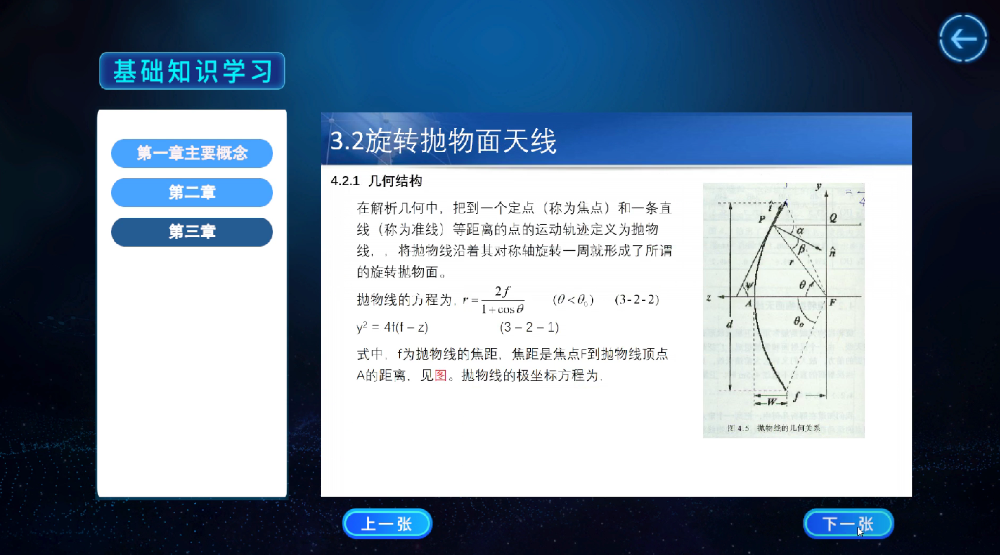 基础知识学习
第一章主要概念
第二章
第三章
3.2旋转抛物面天线
4.2.1 几何结构
在解析几何中，把到一个定点（称为焦点）和一条直
线（称为准线）等距离的点的运动轨迹定义为抛物
线，，将抛物线沿着其对称轴旋转一周就形成了所谓
的旋转抛物面。
抛物线的方程为, r = 2f / (1 + cos θ) (θ < θ₀) (3-2-2)
y² = 4f(f − z) (3 − 2 − 1)
式中，f为抛物线的焦距，焦距是焦点F到抛物线顶点
A的距离，见图。抛物线的极坐标方程为,
y
t̂
P
Q
α
β
n̂
r
ψ
θ
z
A
F
d
θ₀
f
W
图 4.5 抛物线的几何关系
上一张
下一张